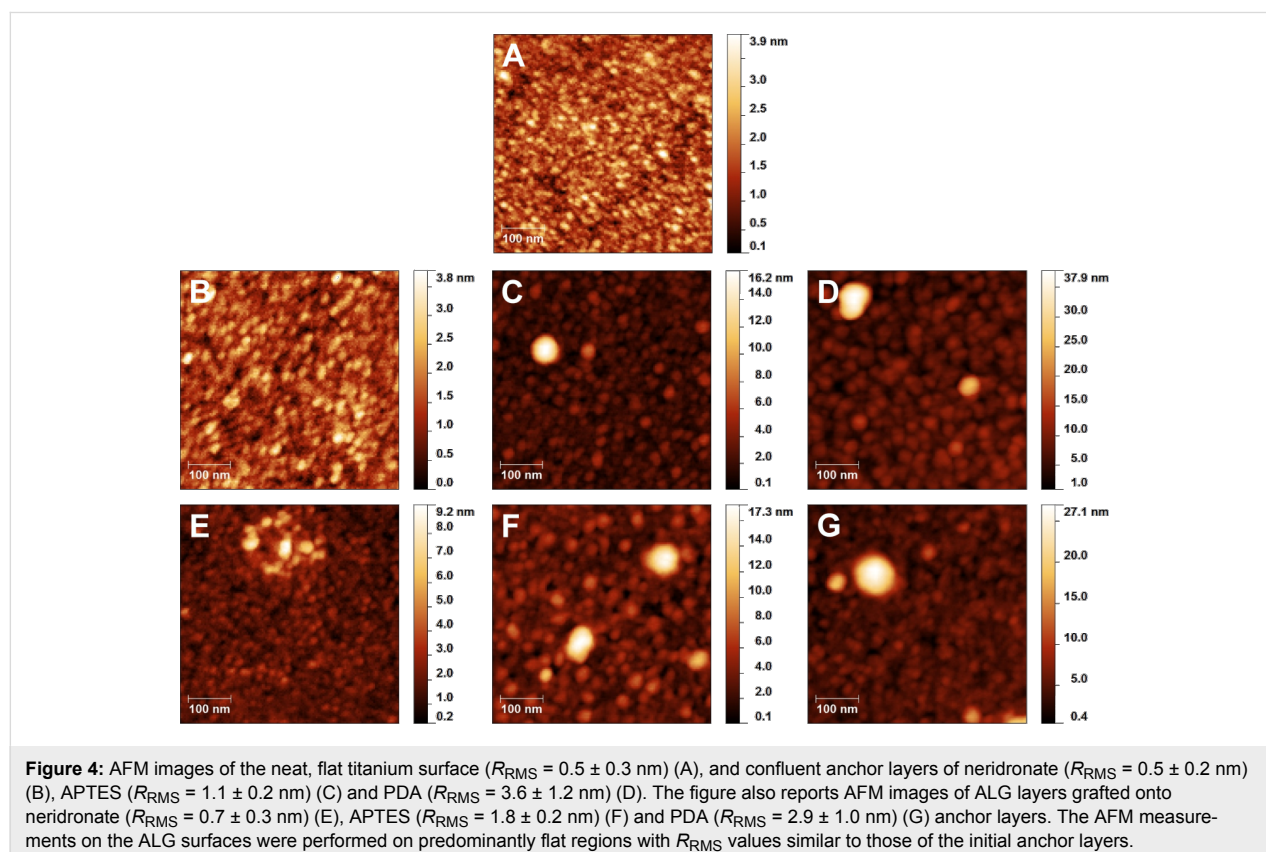 A
3.9 nm
3.0
2.5
2.0
1.5
1.0
0.5
0.1
100 nm
B
3.8 nm
3.0
2.5
2.0
1.5
1.0
0.5
0.0
100 nm
C
16.2 nm
14.0
12.0
10.0
8.0
6.0
4.0
2.0
0.1
100 nm
D
37.9 nm
30.0
25.0
20.0
15.0
10.0
5.0
1.0
100 nm
E
9.2 nm
8.0
7.0
6.0
5.0
4.0
3.0
2.0
1.0
0.2
100 nm
F
17.3 nm
14.0
12.0
10.0
8.0
6.0
4.0
2.0
0.1
100 nm
G
27.1 nm
20.0
15.0
10.0
5.0
0.4
100 nm
Figure 4: AFM images of the neat, flat titanium surface (RRMS = 0.5 ± 0.3 nm) (A), and confluent anchor layers of neridronate (RRMS = 0.5 ± 0.2 nm)
(B), APTES (RRMS = 1.1 ± 0.2 nm) (C) and PDA (RRMS = 3.6 ± 1.2 nm) (D). The figure also reports AFM images of ALG layers grafted onto
neridronate (RRMS = 0.7 ± 0.3 nm) (E), APTES (RRMS = 1.8 ± 0.2 nm) (F) and PDA (RRMS = 2.9 ± 1.0 nm) (G) anchor layers. The AFM measure-
ments on the ALG surfaces were performed on predominantly flat regions with RRMS values similar to those of the initial anchor layers.